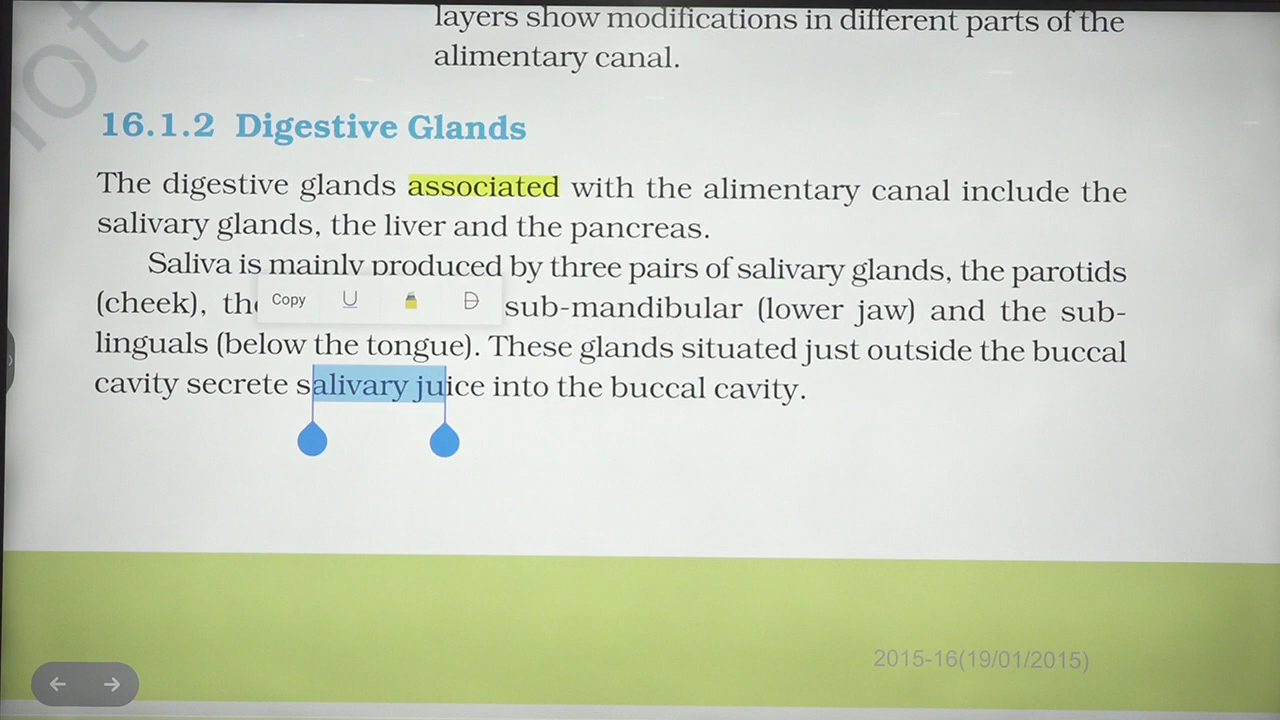 layers show modifications in different parts of the
alimentary canal.
16.1.2 Digestive Glands
The digestive glands associated with the alimentary canal include the
salivary glands, the liver and the pancreas.
Saliva is mainly produced by three pairs of salivary glands, the parotids
(cheek), the sub-mandibular (lower jaw) and the sub-
Copy U D
linguals (below the tongue). These glands situated just outside the buccal
cavity secrete salivary juice into the buccal cavity.
2015-16(19/01/2015)